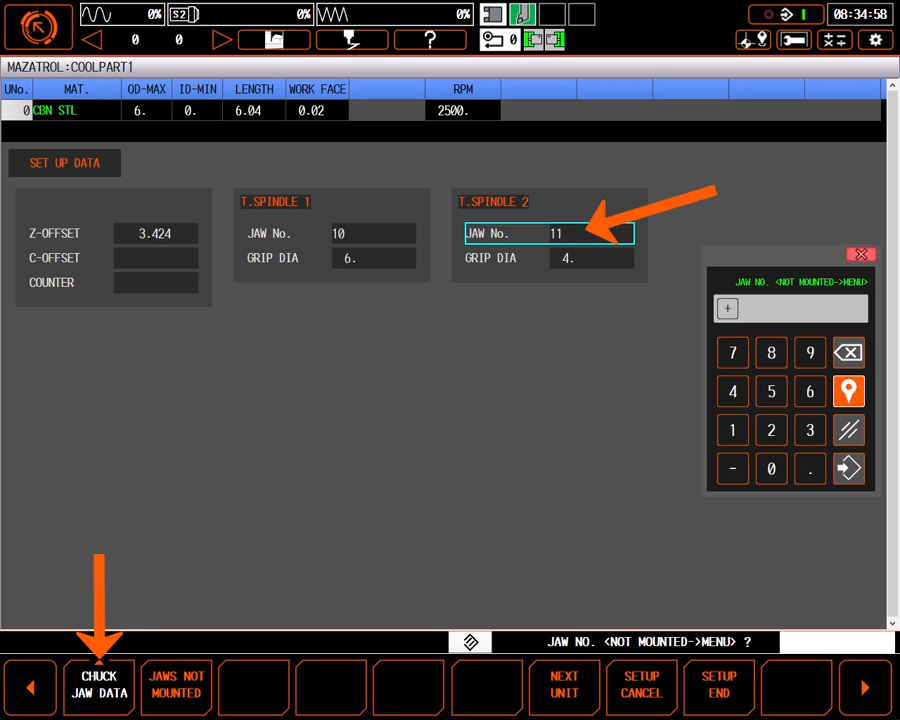 0% S2 0% 0% 08:34:58
0 0 ? 0
MAZATROL:COOLPART1
UNo. MAT. OD-MAX ID-MIN LENGTH WORK FACE RPM
0 CBN STL 6. 0. 6.04 0.02 2500.
SET UP DATA
Z-OFFSET 3.424
C-OFFSET
COUNTER
T.SPINDLE 1
JAW No. 10
GRIP DIA 6.
T.SPINDLE 2
JAW No. 11
GRIP DIA 4.
JAW NO. <NOT MOUNTED->MENU>
+
7 8 9
4 5 6
1 2 3
- 0 .
JAW NO. <NOT MOUNTED->MENU> ?
CHUCK
JAW DATA
JAWS NOT
MOUNTED
NEXT
UNIT
SETUP
CANCEL
SETUP
END